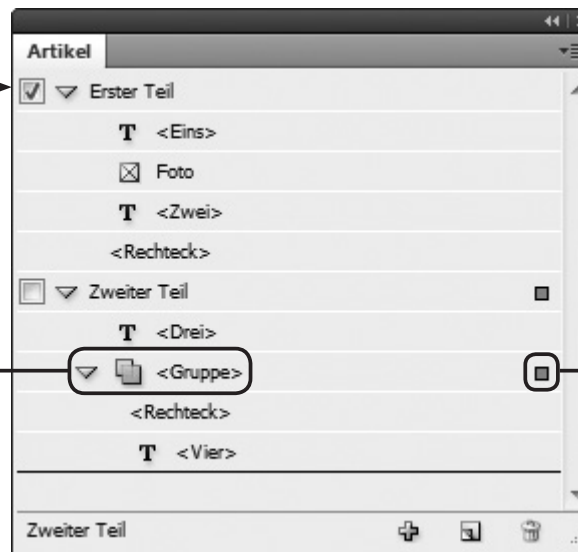 Artikel
Erster Teil
T <Eins>
Foto
T <Zwei>
<Rechteck>
Zweiter Teil
T <Drei>
<Gruppe>
<Rechteck>
T <Vier>
Zweiter Teil